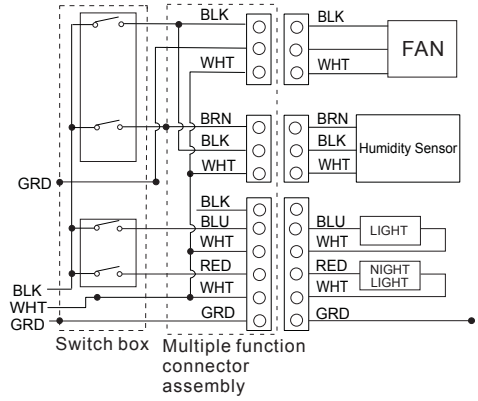 BLK BLK
FAN
WHT WHT
BRN BRN
BLK BLK Humidity Sensor
WHT WHT
GRD
BLK
BLU BLU LIGHT
WHT WHT
RED RED NIGHT
LIGHT
BLK WHT WHT
WHT
GRD GRD GRD
Switch box Multiple function
connector
assembly